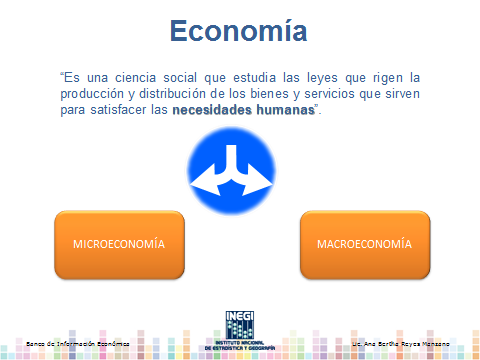 Economía
“Es una ciencia social que estudia las leyes que rigen la
producción y distribución de los bienes y servicios que sirven
para satisfacer las necesidades humanas”.
MICROECONOMÍA
MACROECONOMÍA
INEGI
INSTITUTO NACIONAL
DE ESTADÍSTICA Y GEOGRAFÍA
Banco de Información Económica
Lic. Ana Bertha Reyes Manzano